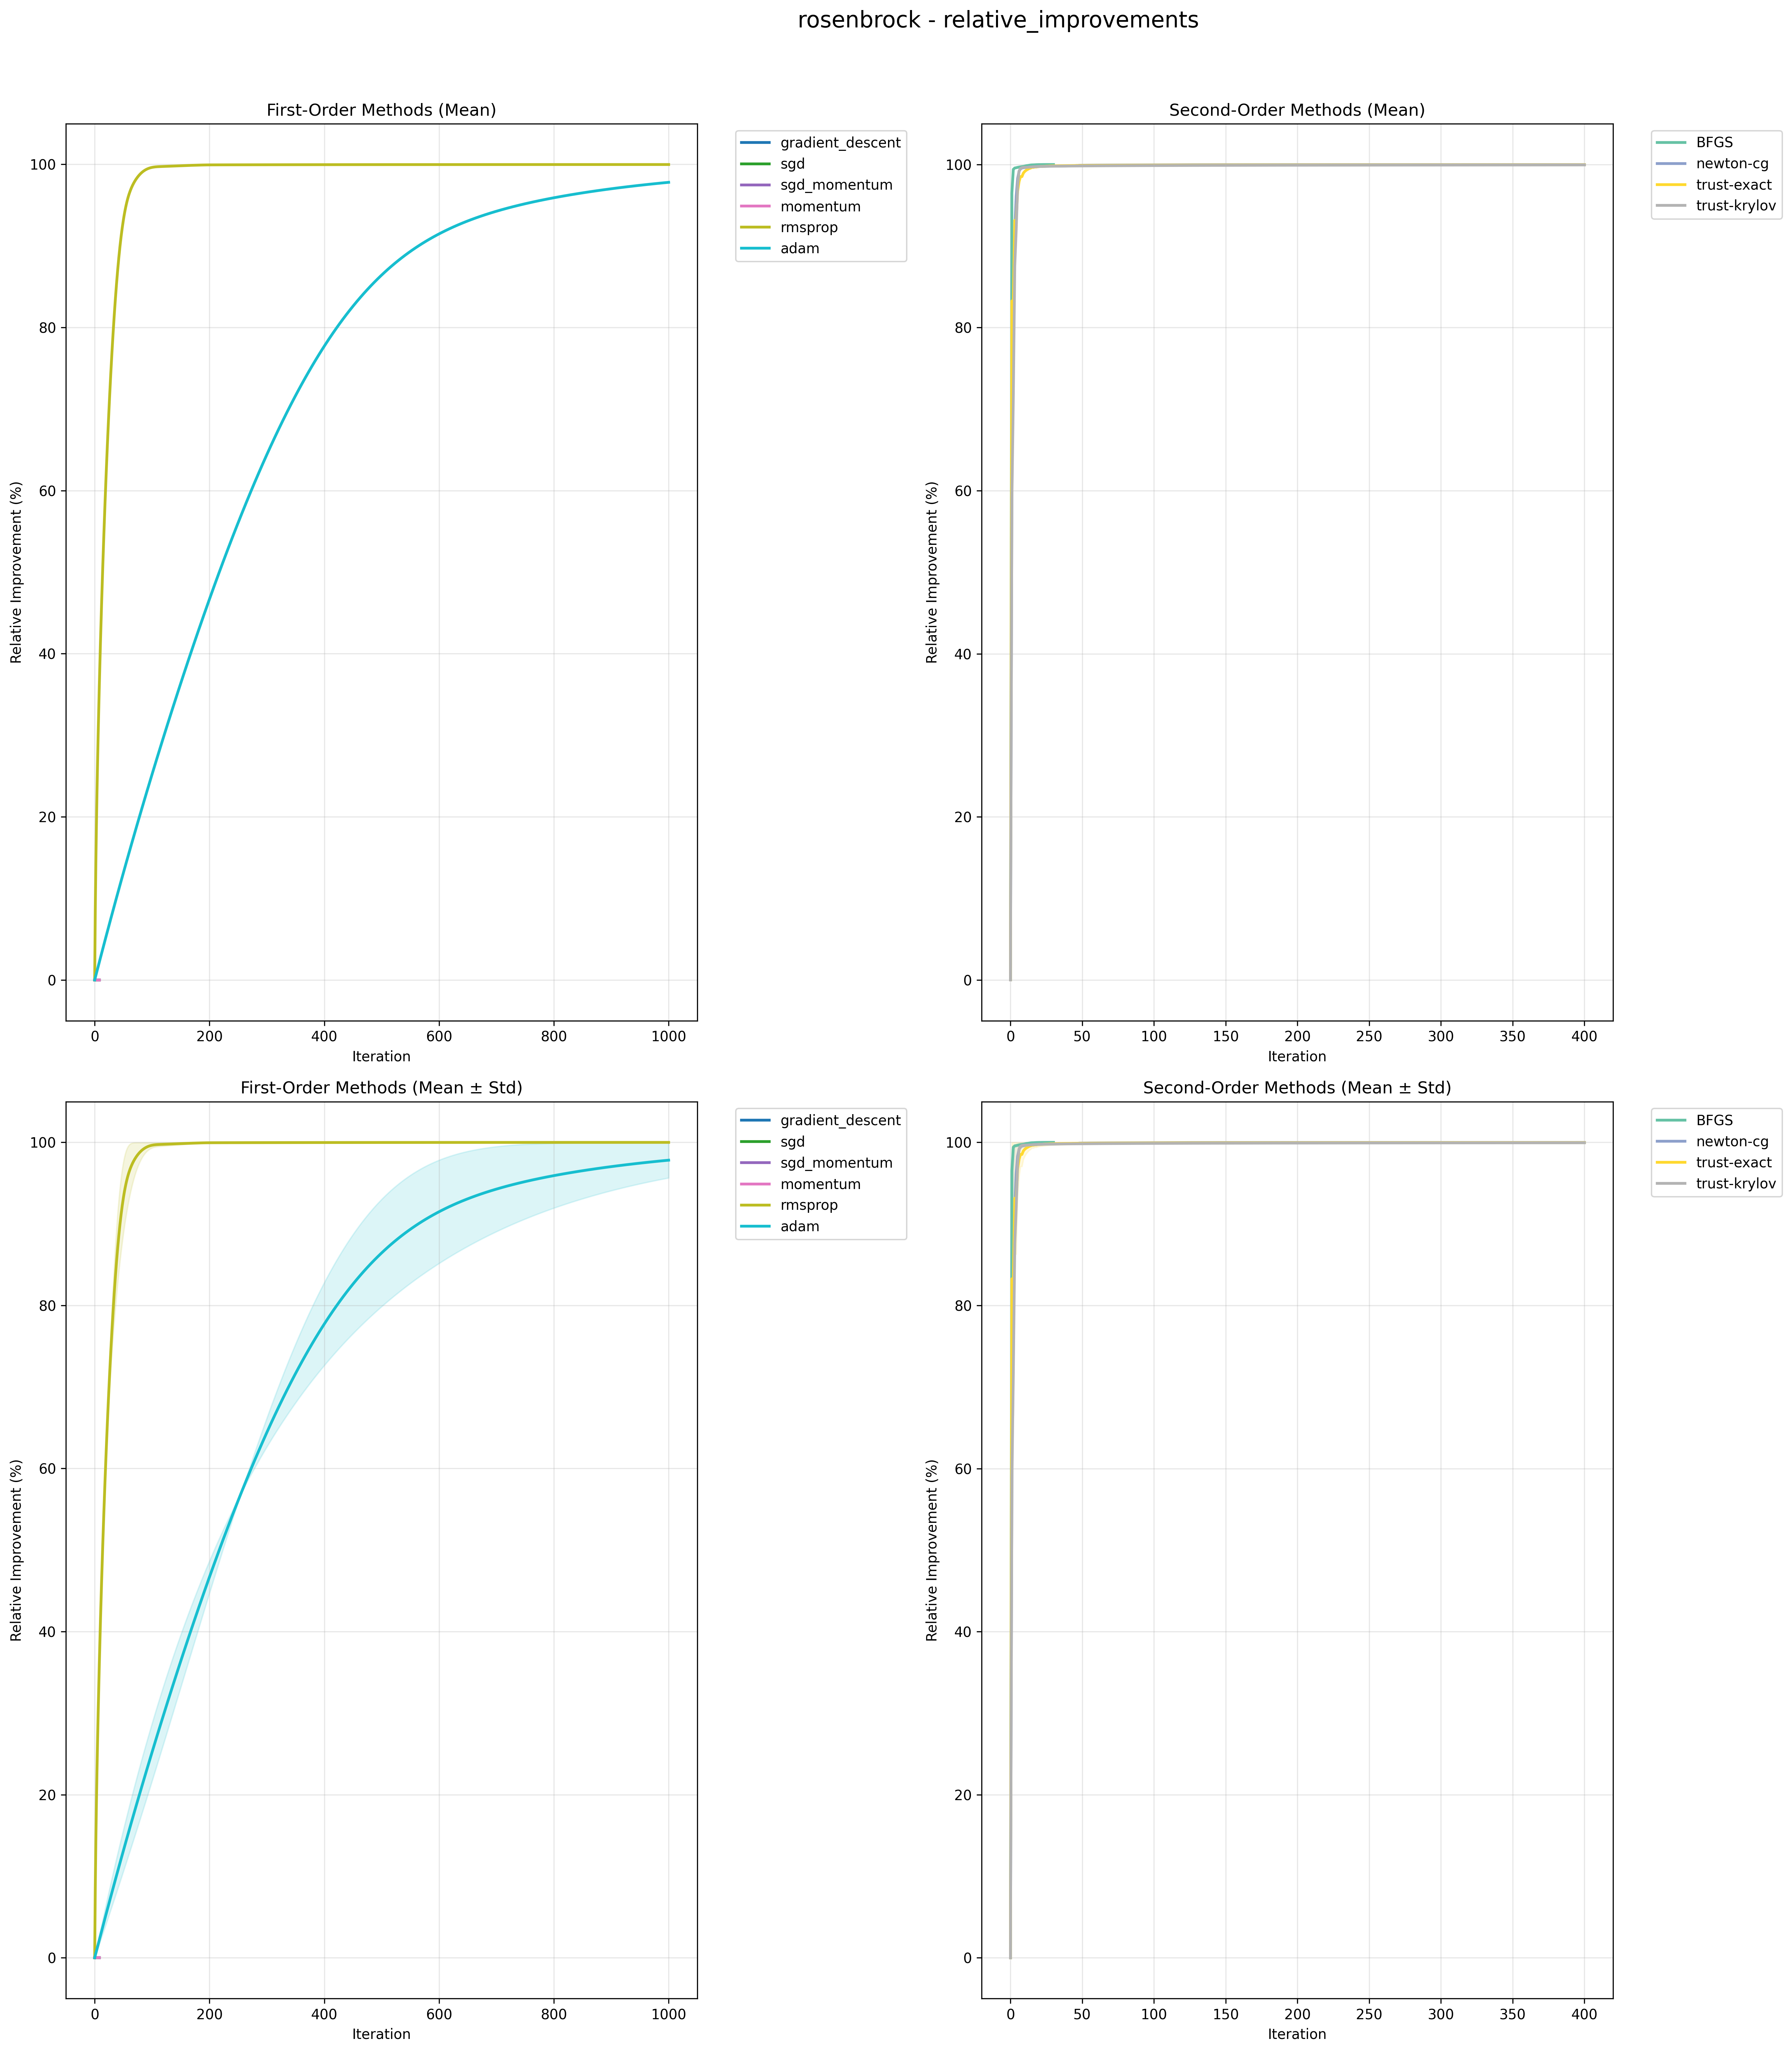 rosenbrock - relative_improvements
First-Order Methods (Mean)
Relative Improvement (%)
100
80
60
40
20
0
0 200 400 600 800 1000
Iteration
gradient_descent
sgd
sgd_momentum
momentum
rmsprop
adam
Second-Order Methods (Mean)
Relative Improvement (%)
100
80
60
40
20
0
0 50 100 150 200 250 300 350 400
Iteration
BFGS
newton-cg
trust-exact
trust-krylov
First-Order Methods (Mean ± Std)
Relative Improvement (%)
100
80
60
40
20
0
0 200 400 600 800 1000
Iteration
gradient_descent
sgd
sgd_momentum
momentum
rmsprop
adam
Second-Order Methods (Mean ± Std)
Relative Improvement (%)
100
80
60
40
20
0
0 50 100 150 200 250 300 350 400
Iteration
BFGS
newton-cg
trust-exact
trust-krylov